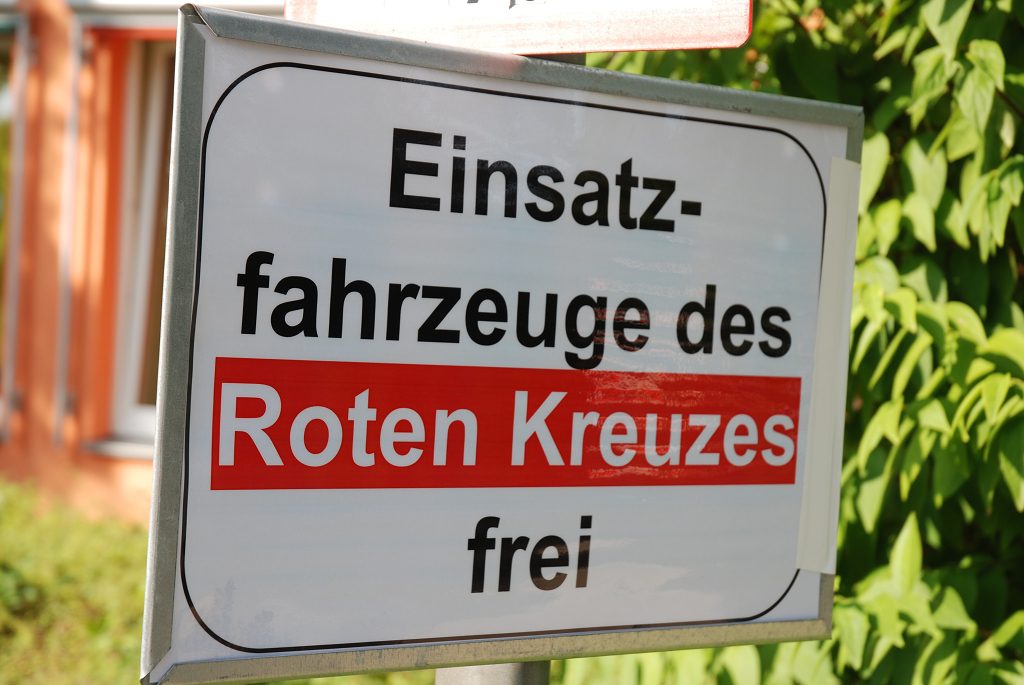 Einsatz-
fahrzeuge des
Roten Kreuzes
frei